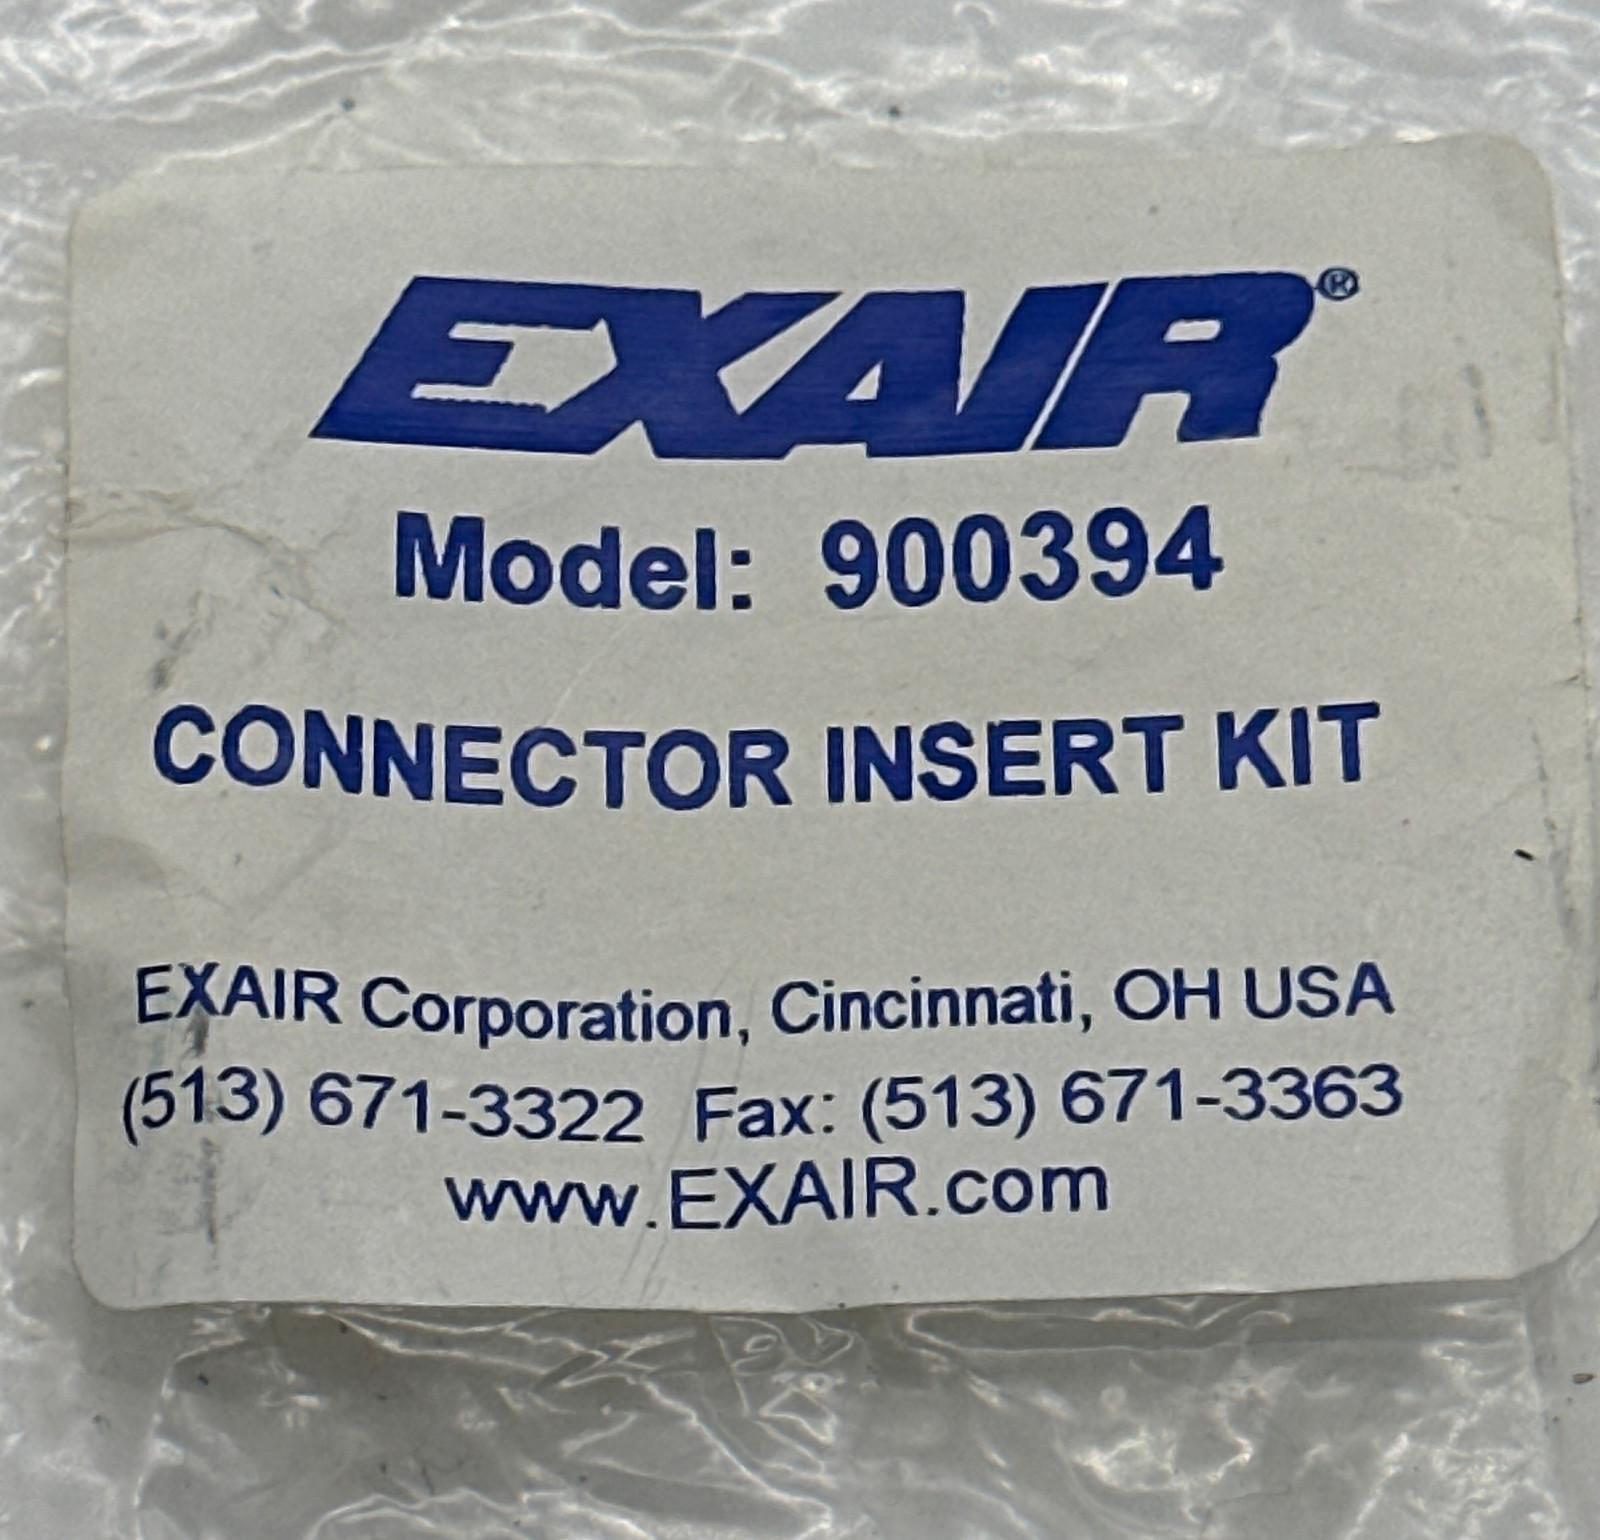 EXAIR®
Model: 900394
CONNECTOR INSERT KIT
EXAIR Corporation, Cincinnati, OH USA
(513) 671-3322 Fax: (513) 671-3363
www.EXAIR.com